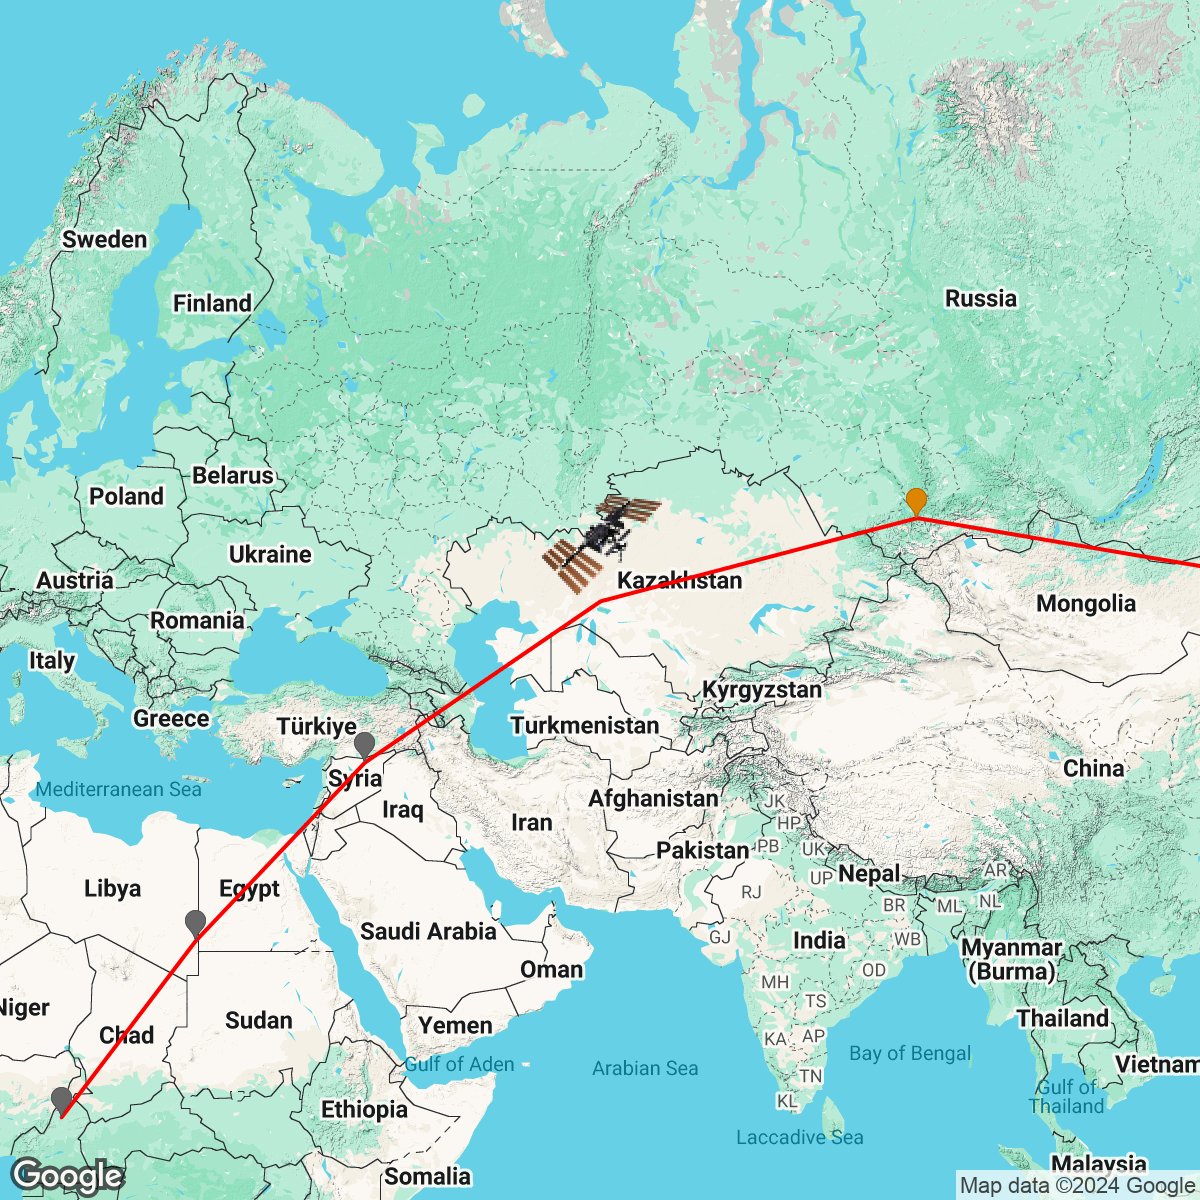 Sweden
Finland
Russia
Belarus
Poland
Ukraine
Austria
Kazakhstan
Mongolia
Romania
Italy
Kyrgyzstan
Greece
Türkiye
Turkmenistan
China
Syria
Mediterranean Sea
Afghanistan
JK
Iraq
Iran
HP
PB
UK
Pakistan
Libya
Egypt
UP
Nepal
AR
RJ
BR
ML
NL
Saudi Arabia
GJ
India
WB
Myanmar
(Burma)
Oman
OD
MH
Niger
TS
Sudan
Yemen
Thailand
Chad
KA
AP
Gulf of Aden
Arabian Sea
Bay of Bengal
Vietnam
TN
Gulf of
Thailand
KL
Ethiopia
Laccadive Sea
Malaysia
Somalia
Google
Map data ©2024 Google